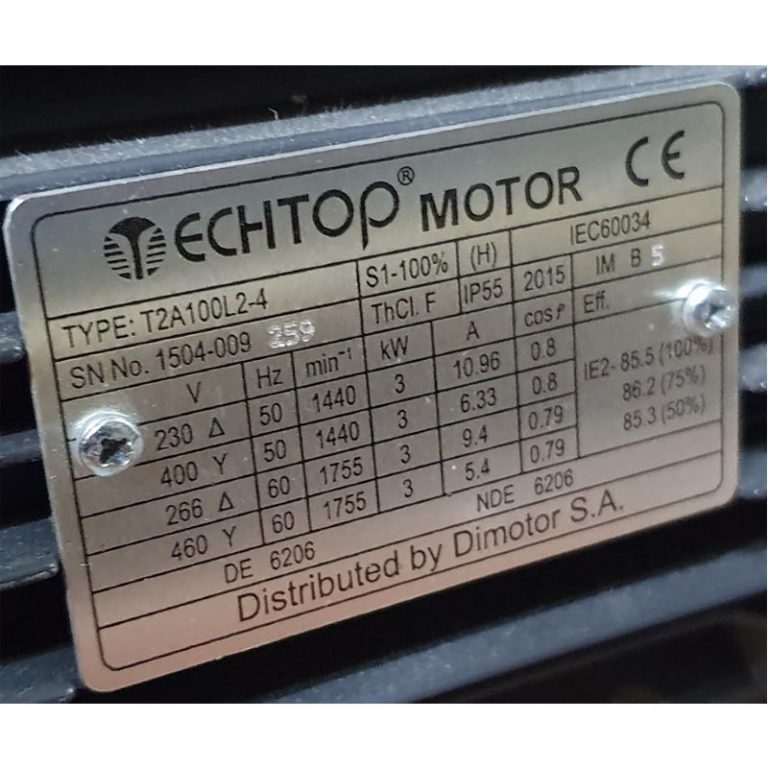 TECHTOP® MOTOR CE
TYPE: T2A100L2-4 S1-100% (H) IEC60034
SN No. 1504-009 259 ThCl. F IP55 2015 IM B 5
V Hz min⁻¹ kW A cos φ Eff.
230 Δ 50 1440 3 10.96 0.8 IE2- 85.5 (100%)
400 Y 50 1440 3 6.33 0.8 86.2 (75%)
266 Δ 60 1755 3 9.4 0.79 85.3 (50%)
460 Y 60 1755 3 5.4 0.79
DE 6206 NDE 6206
Distributed by Dimotor S.A.